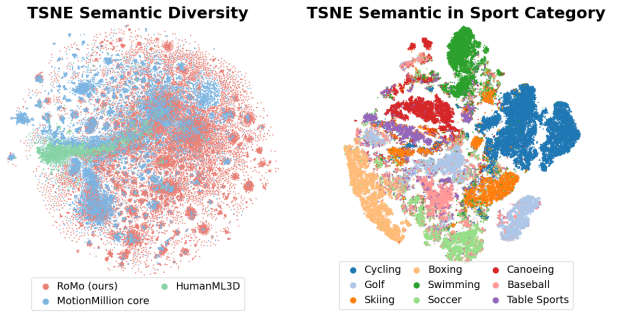 TSNE Semantic Diversity
RoMo (ours)
HumanML3D
MotionMillion core
TSNE Semantic in Sport Category
Cycling
Boxing
Canoeing
Golf
Swimming
Baseball
Skiing
Soccer
Table Sports